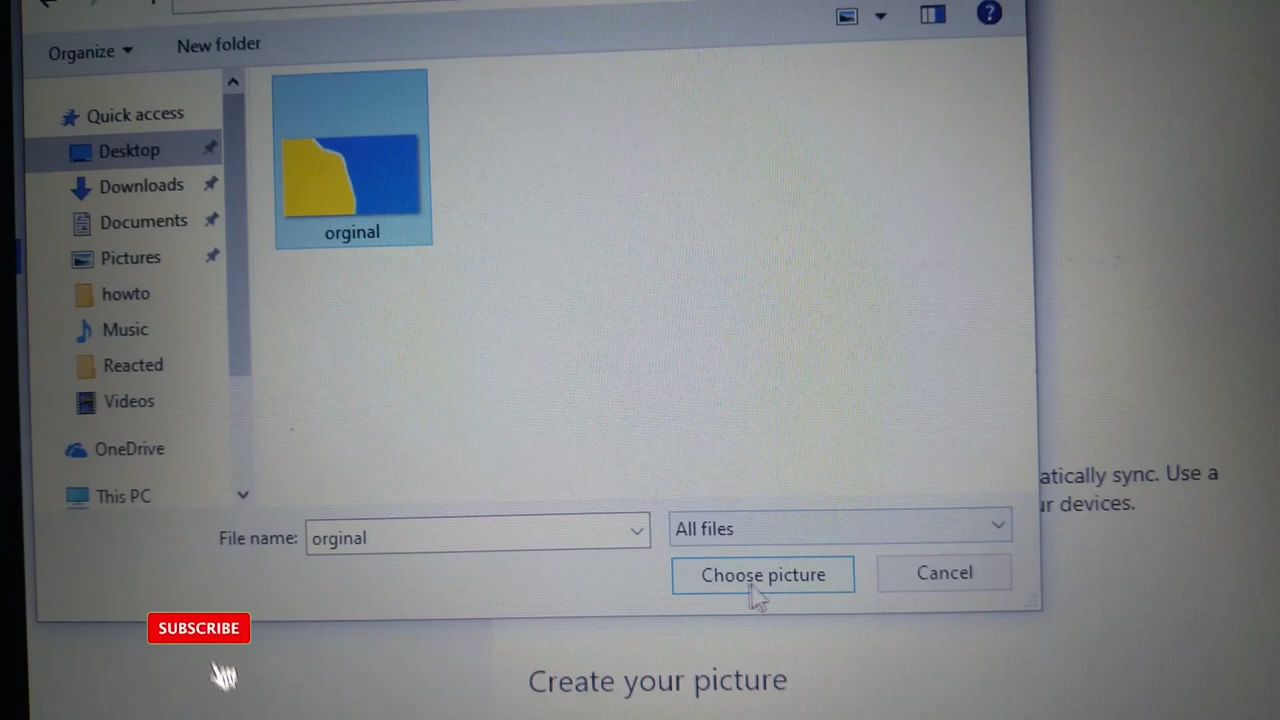 Organize
New folder
?
Quick access
Desktop
Downloads
Documents
Pictures
howto
Music
Reacted
Videos
OneDrive
This PC
orginal
atically sync. Use a
ur devices.
File name:
orginal
All files
Choose picture
Cancel
SUBSCRIBE
Create your picture